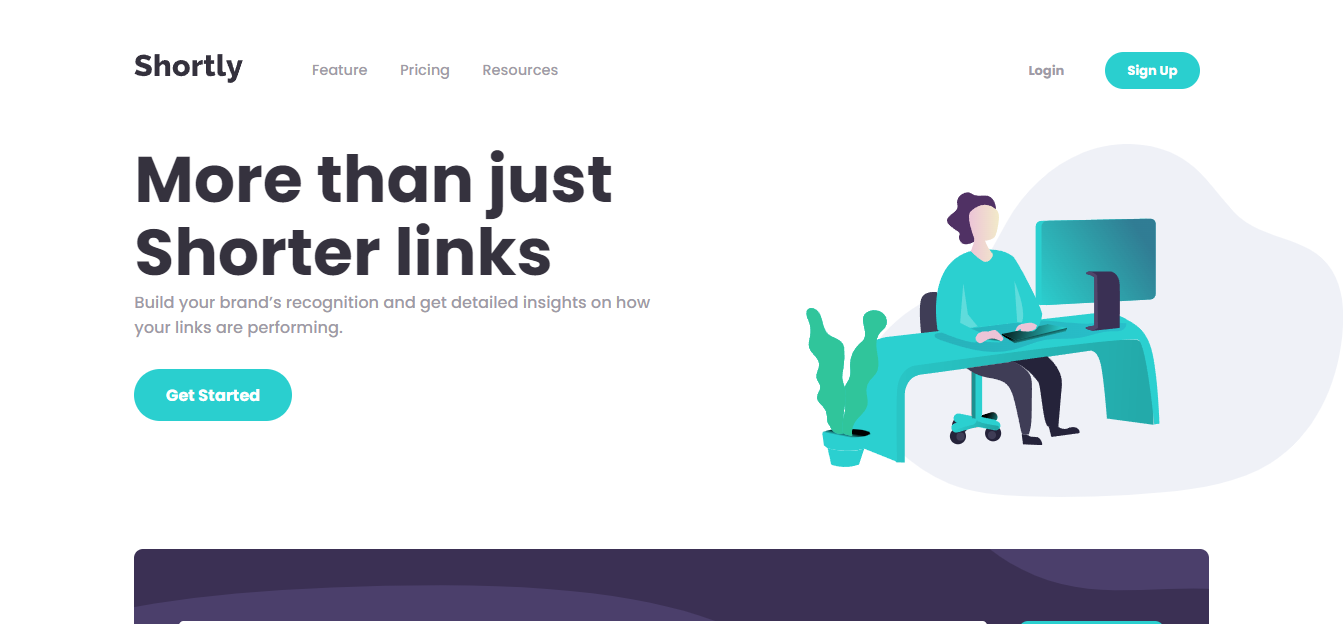 Shortly
Feature Pricing Resources
Login
Sign Up
More than just
Shorter links
Build your brand’s recognition and get detailed insights on how
your links are performing.
Get Started